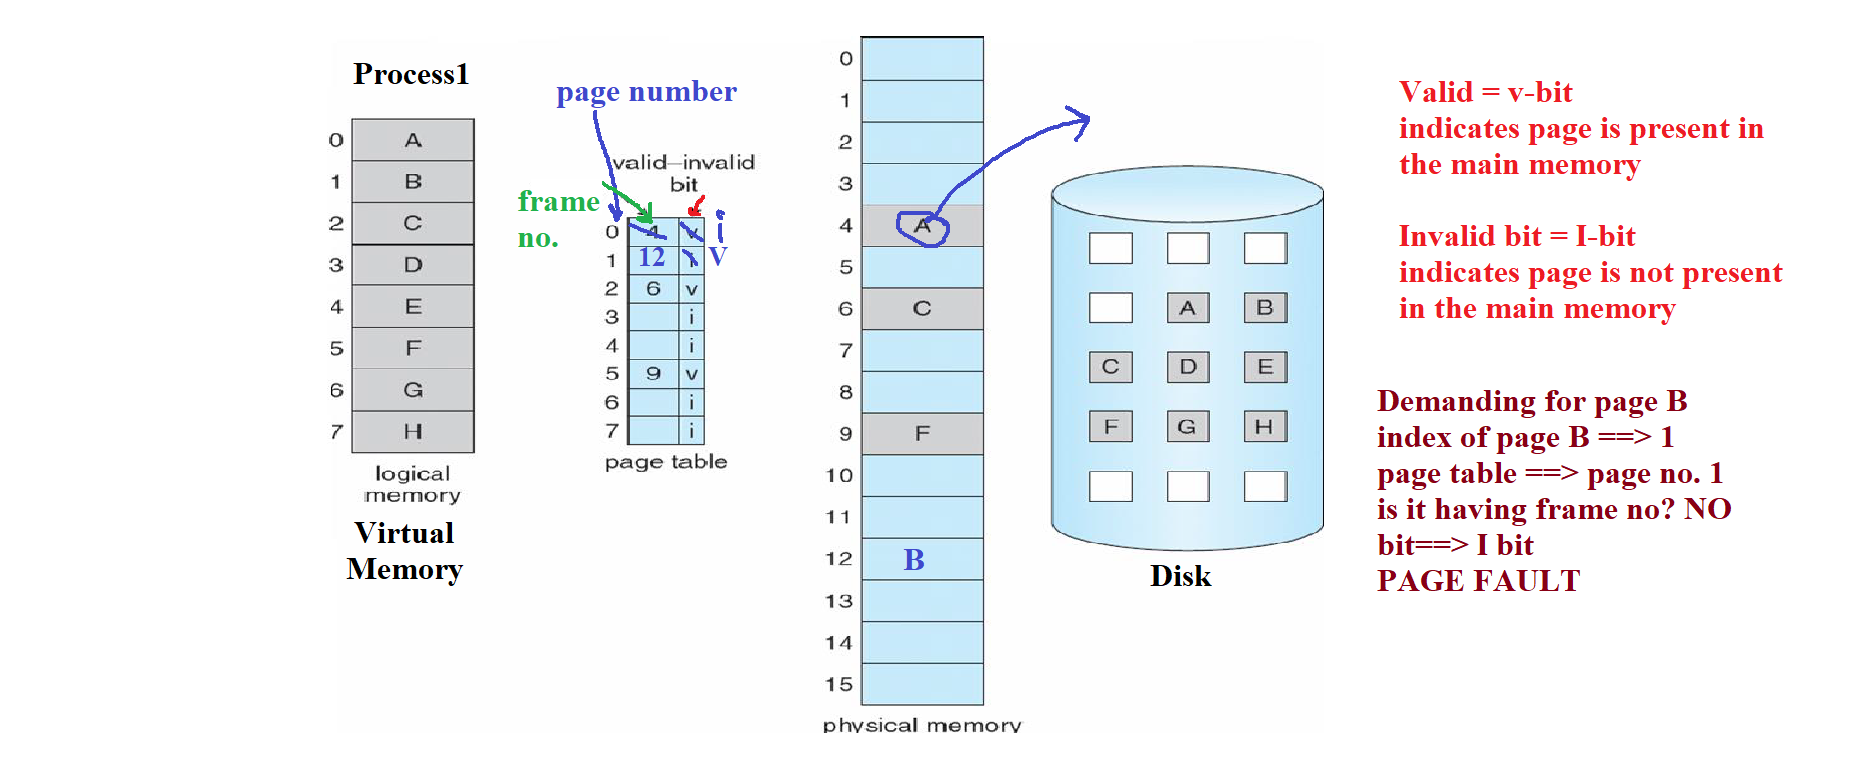 Process1
0 A
1 B
2 C
3 D
4 E
5 F
6 G
7 H
logical
memory
Virtual
Memory
page number
valid–invalid
bit
frame
no.
0 4 v i
1 12 i V
2 6 v
3 i
4 i
5 9 v
6 i
7 i
page table
0
1
2
3
4 A
5
6 C
7
8
9 F
10
11
12 B
13
14
15
physical memory
A B
C D E
F G H
Disk
Valid = v-bit
indicates page is present in
the main memory
Invalid bit = I-bit
indicates page is not present
in the main memory
Demanding for page B
index of page B ==> 1
page table ==> page no. 1
is it having frame no? NO
bit==> I bit
PAGE FAULT